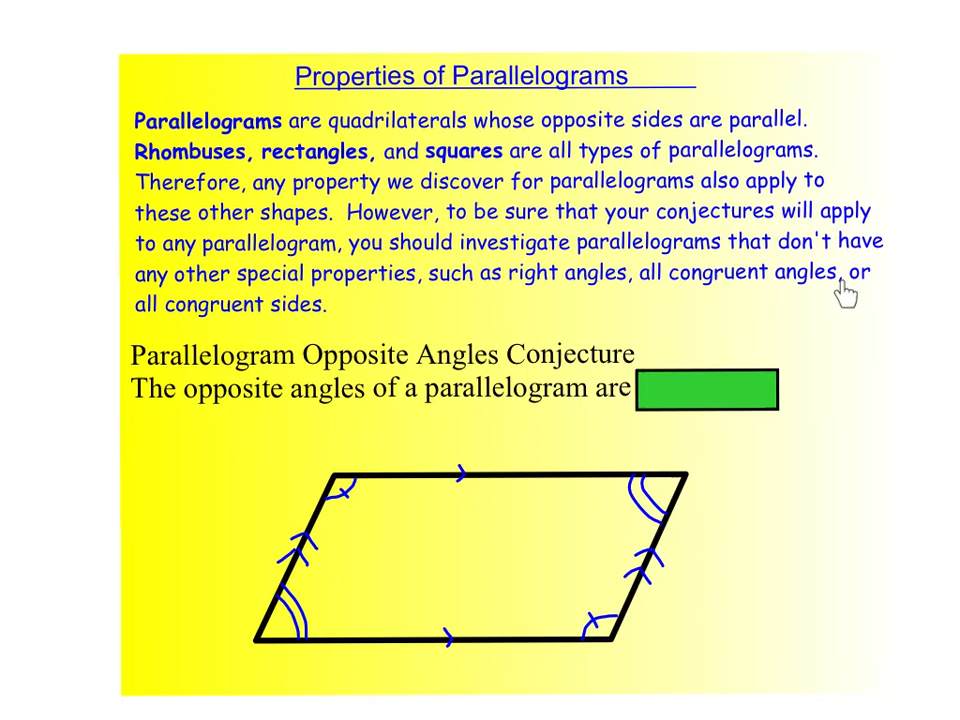 Properties of Parallelograms
Parallelograms are quadrilaterals whose opposite sides are parallel.
Rhombuses, rectangles, and squares are all types of parallelograms.
Therefore, any property we discover for parallelograms also apply to
these other shapes. However, to be sure that your conjectures will apply
to any parallelogram, you should investigate parallelograms that don't have
any other special properties, such as right angles, all congruent angles, or
all congruent sides.
Parallelogram Opposite Angles Conjecture
The opposite angles of a parallelogram are